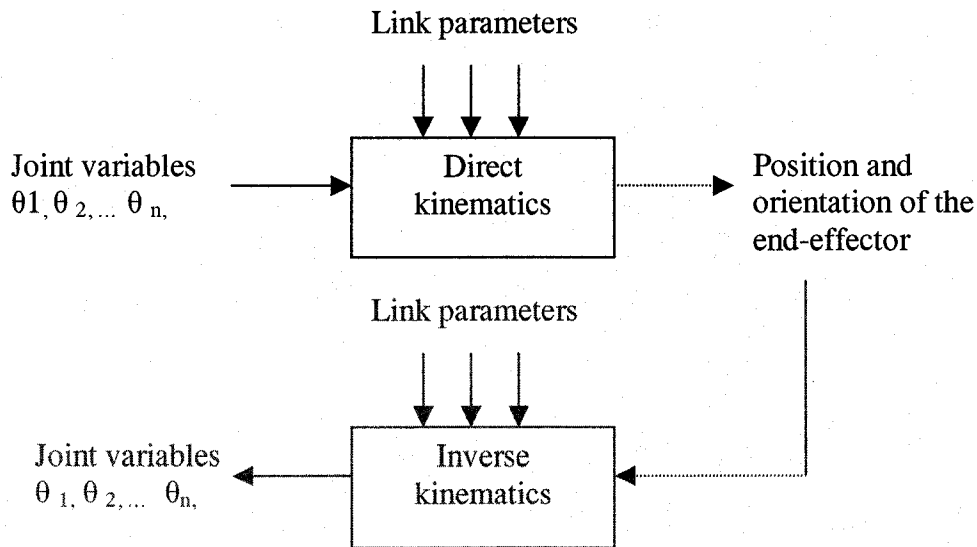 Link parameters
Joint variables
θ1, θ 2, ... θ n,
Direct
kinematics
Position and
orientation of the
end-effector
Link parameters
Joint variables
θ 1, θ 2, ... θn,
Inverse
kinematics